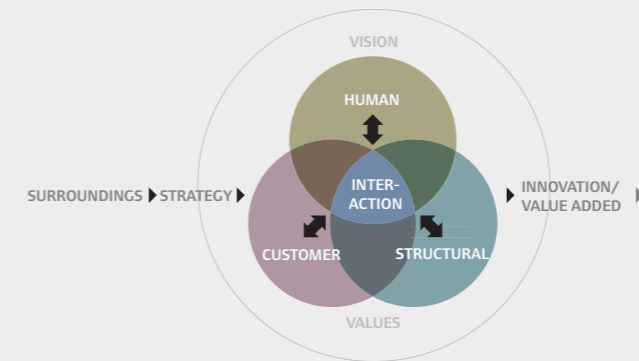 VISION
HUMAN
SURROUNDINGS STRATEGY
INTER-
ACTION
INNOVATION/
VALUE ADDED
CUSTOMER
STRUCTURAL
VALUES